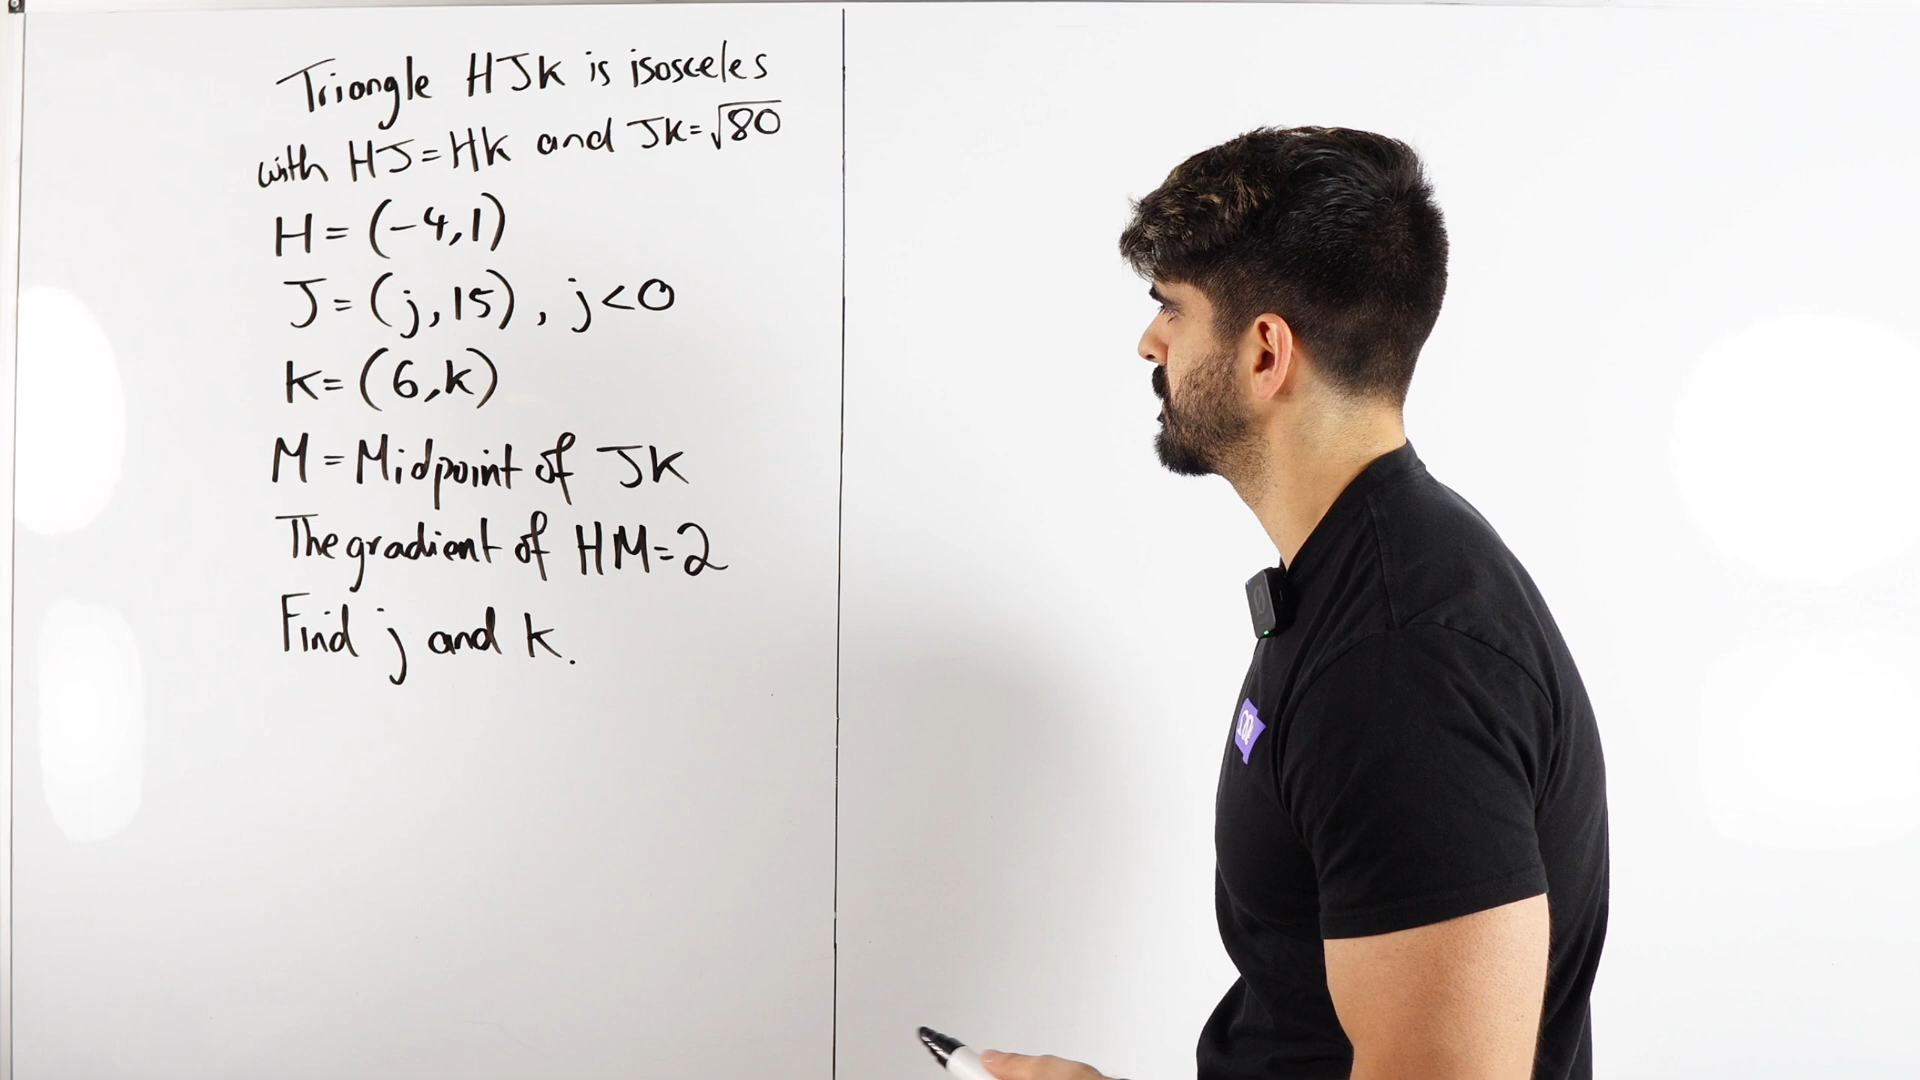 Triangle HJK is isosceles
with HJ=HK and JK=√80
H=(-4,1)
J=(j,15), j<0
K=(6,k)
M=Midpoint of JK
The gradient of HM=2
Find j and k.